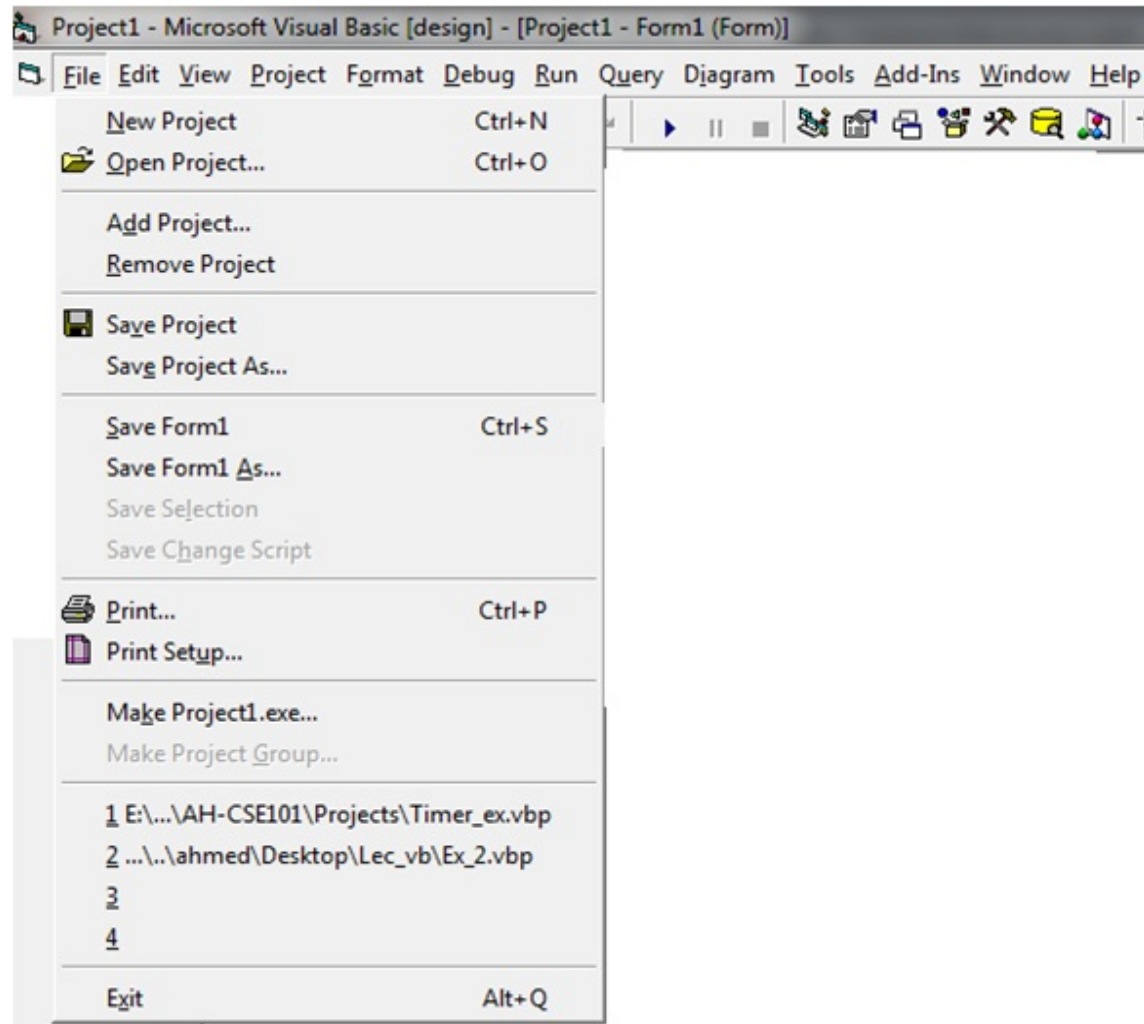 Project1 - Microsoft Visual Basic [design] - [Project1 - Form1 (Form)]
File Edit View Project Format Debug Run Query Diagram Tools Add-Ins Window Help
New Project Ctrl+N
Open Project... Ctrl+O
Add Project...
Remove Project
Save Project
Save Project As...
Save Form1 Ctrl+S
Save Form1 As...
Save Selection
Save Change Script
Print... Ctrl+P
Print Setup...
Make Project1.exe...
Make Project Group...
1 E:\...\AH-CSE101\Projects\Timer_ex.vbp
2 ...\..\ahmed\Desktop\Lec_vb\Ex_2.vbp
3
4
Exit Alt+Q